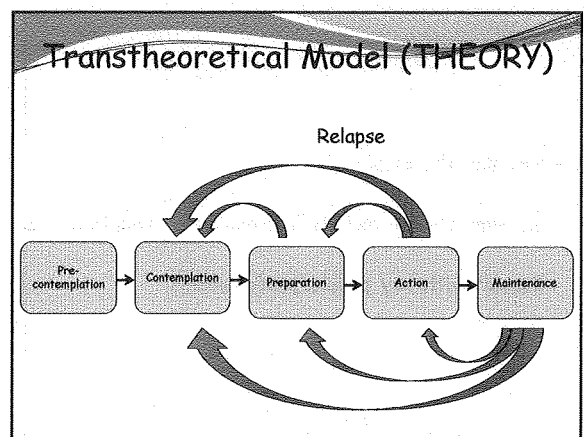 Transtheoretical Model (THEORY)
Relapse
Pre-
contemplation
Contemplation
Preparation
Action
Maintenance